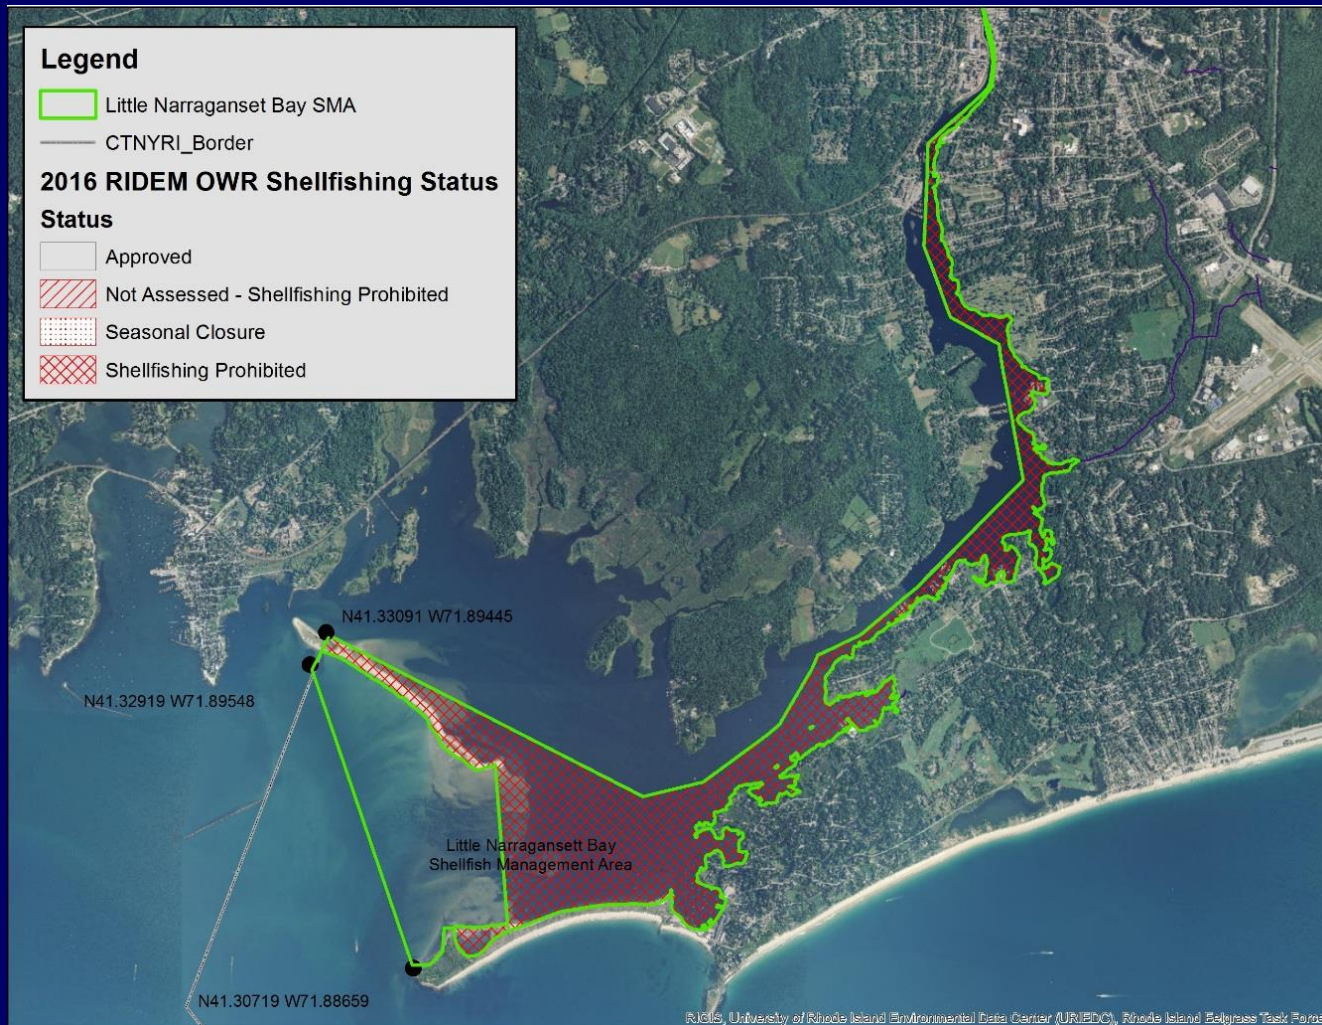 Legend
Little Narraganset Bay SMA
CTNYRI_Border
2016 RIDEM OWR Shellfishing Status
Status
Approved
Not Assessed - Shellfishing Prohibited
Seasonal Closure
Shellfishing Prohibited
N41.33091 W71.89445
N41.32919 W71.89548
Little Narragansett Bay
Shellfish Management Area
N41.30719 W71.88659
RIGIS, University of Rhode Island Environmental Data Center (URIEDC), Rhode Island Eelgrass Task Force